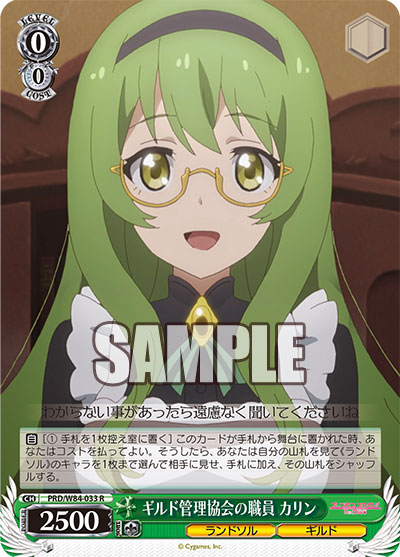 LEVEL
0
0
COST
SAMPLE
わからない事があったら遠慮なく聞いてくださいね
自 [① 手札を1枚控え室に置く] このカードが手札から舞台に置かれた時、あ
なたはコストを払ってよい。そうしたら、あなたは自分の山札を見て《ランド
ソル》のキャラを1枚まで選んで相手に見せ、手札に加え、その山札をシャッフ
ルする。
CH PRD/W84-033 R
ギルド管理協会の職員 カリン
2500
ランドソル
ギルド
© Cygames, Inc.